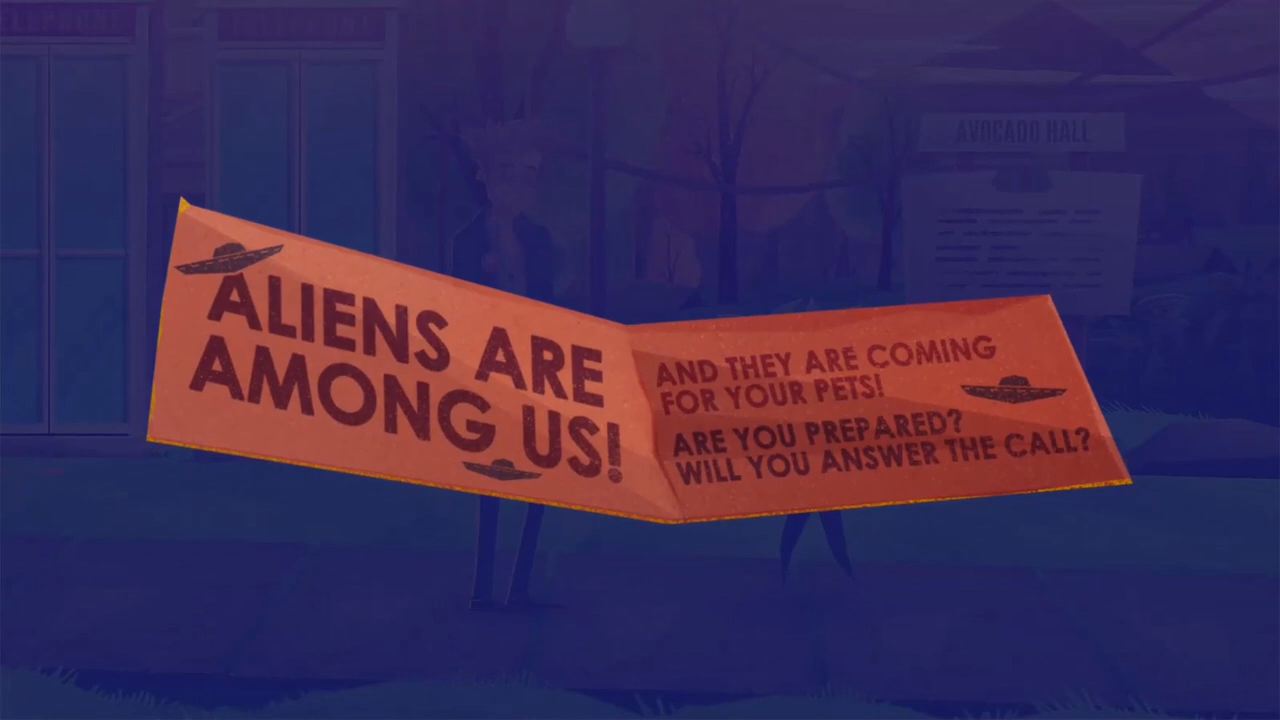 TELEPHONE
AVOCADO HALL
ALIENS ARE
AMONG US!
AND THEY ARE COMING
FOR YOUR PETS!
ARE YOU PREPARED?
WILL YOU ANSWER THE CALL?